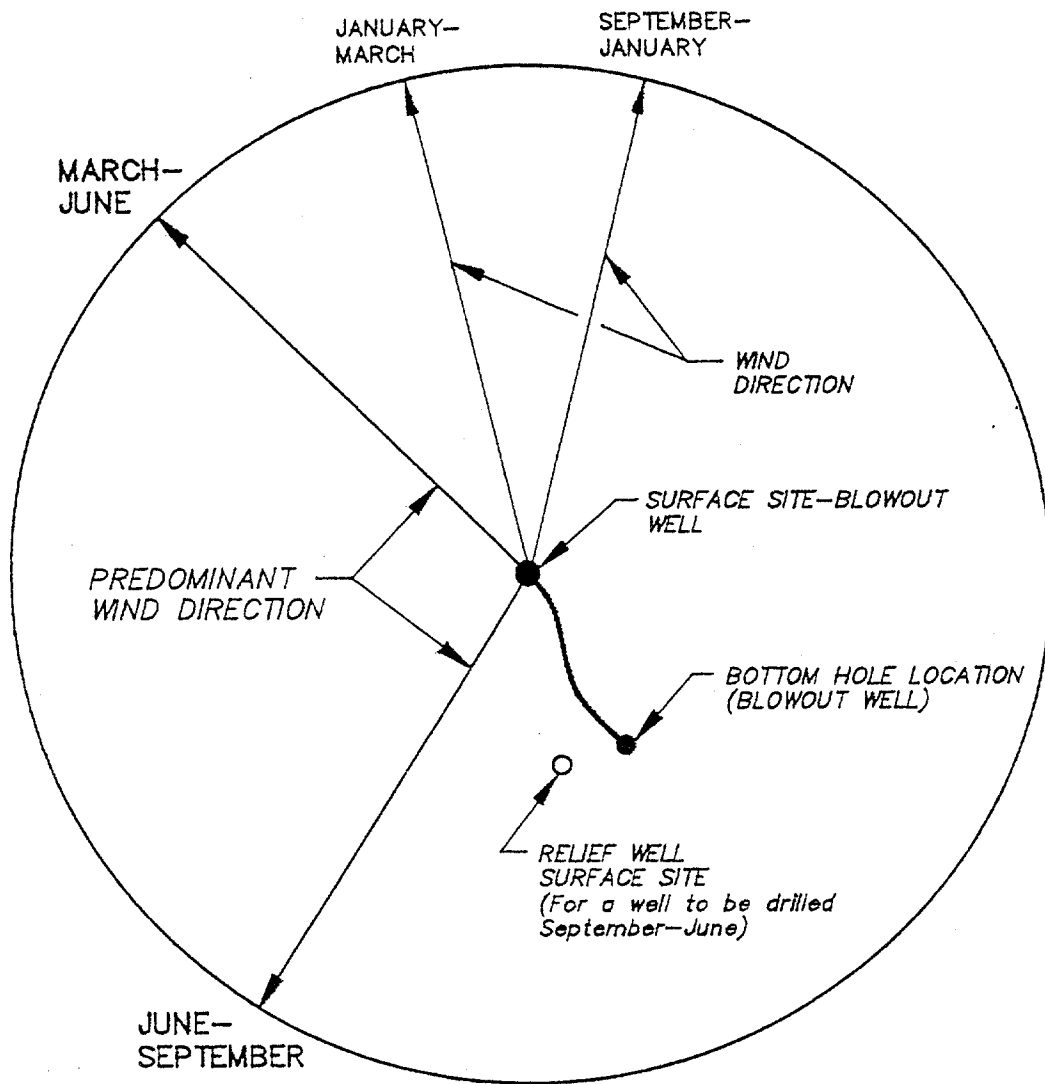 JANUARY–
MARCH
SEPTEMBER–
JANUARY
MARCH–
JUNE
WIND
DIRECTION
SURFACE SITE–BLOWOUT
WELL
PREDOMINANT
WIND DIRECTION
BOTTOM HOLE LOCATION
(BLOWOUT WELL)
RELIEF WELL
SURFACE SITE
(For a well to be drilled
September–June)
JUNE–
SEPTEMBER